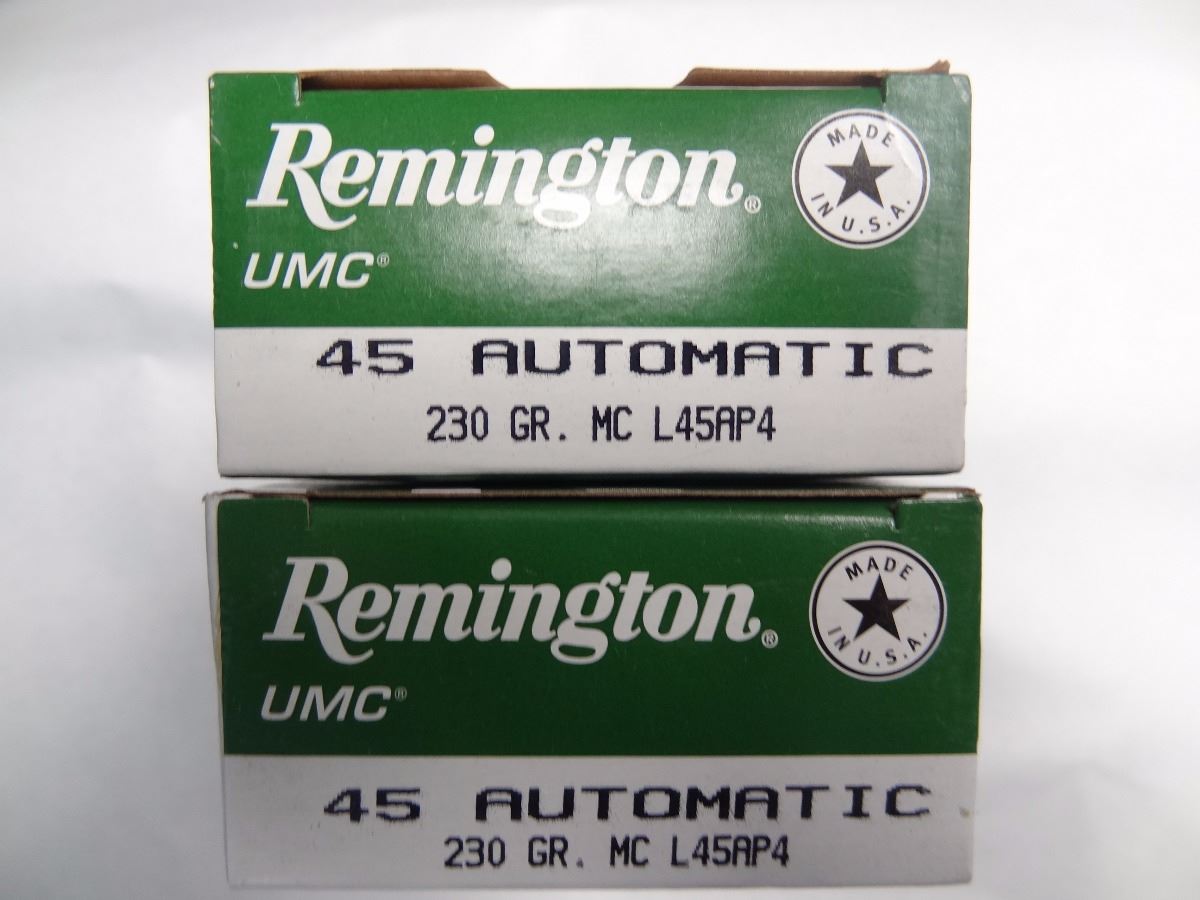 Remington®
MADE
IN U.S.A.
UMC®
45 AUTOMATIC
230 GR. MC L45AP4
Remington®
MADE
IN U.S.A.
UMC®
45 AUTOMATIC
230 GR. MC L45AP4